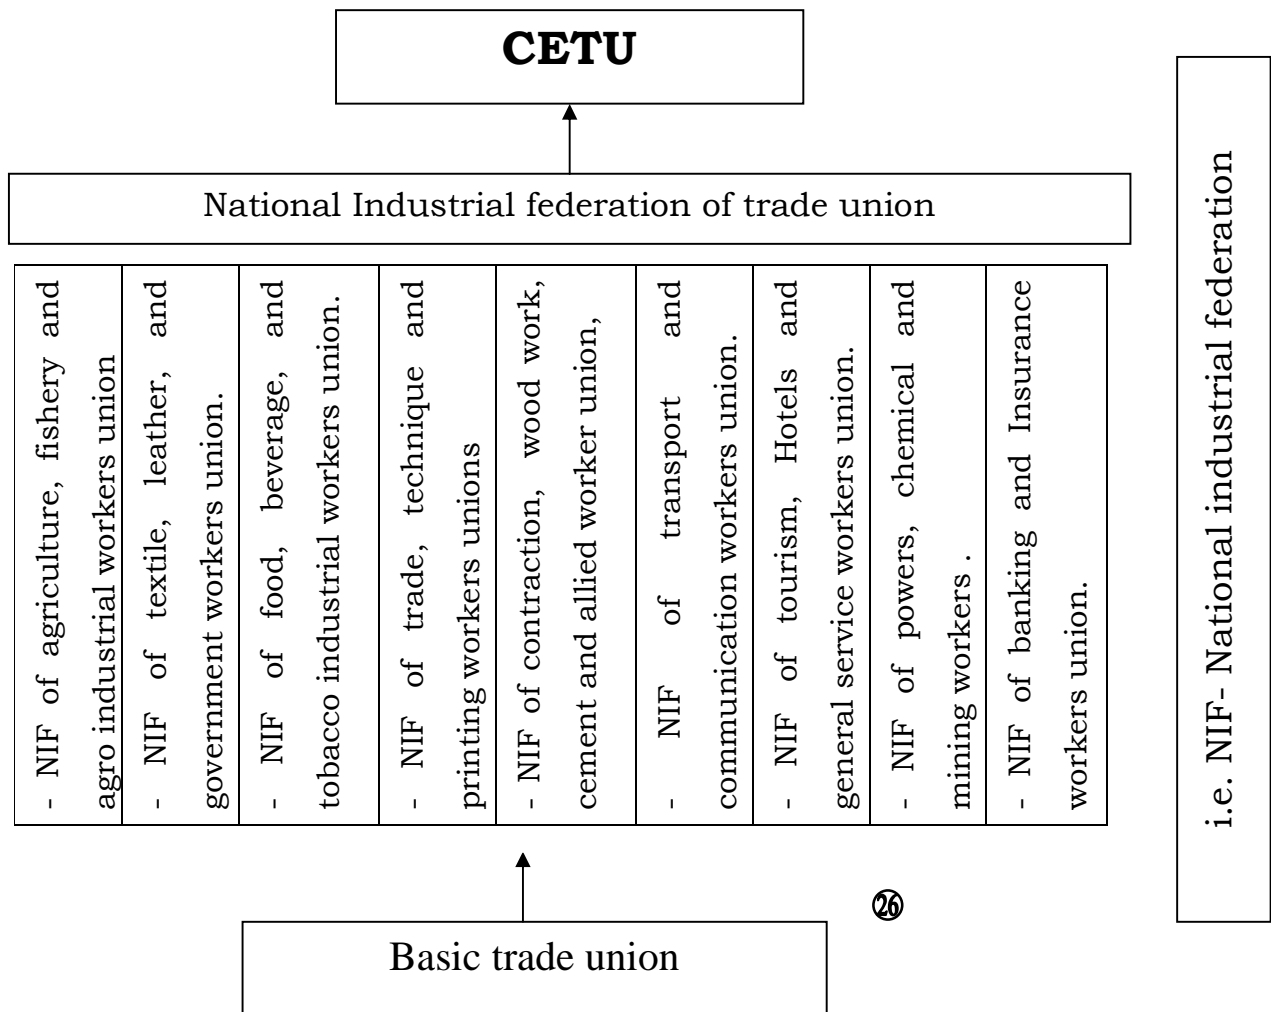 CETU
National Industrial federation of trade union
- NIF of agriculture, fishery and
agro industrial workers union
- NIF of textile, leather, and
government workers union.
- NIF of food, beverage, and
tobacco industrial workers union.
- NIF of trade, technique and
printing workers unions
- NIF of contraction, wood work,
cement and allied worker union,
- NIF of transport and
communication workers union.
- NIF of tourism, Hotels and
general service workers union.
- NIF of powers, chemical and
mining workers .
- NIF of banking and Insurance
workers union.
i.e. NIF- National industrial federation
㉖
Basic trade union